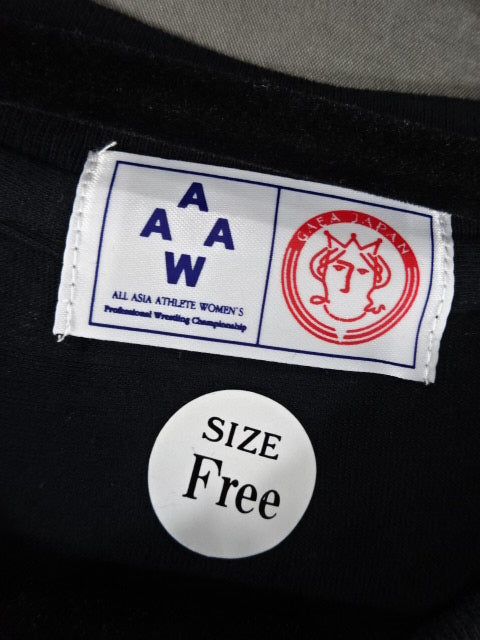 A
A A
W
ALL ASIA ATHLETE WOMEN'S
Professional Wrestling Championship
GAEA JAPAN
SIZE
Free